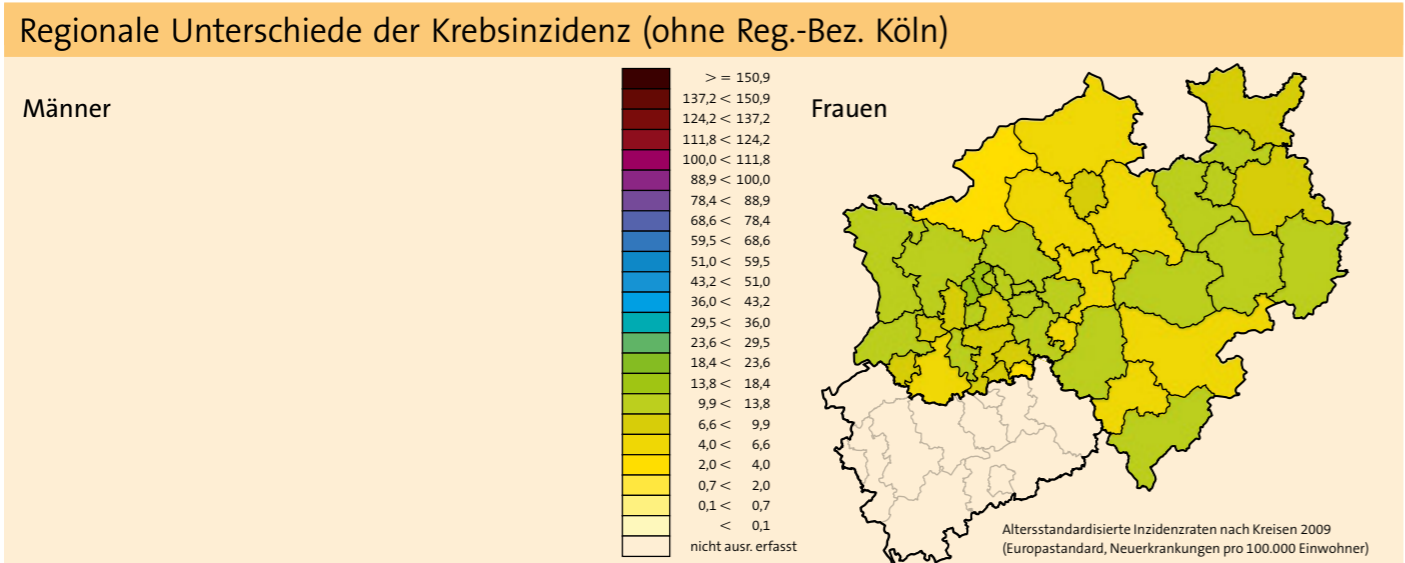 Regionale Unterschiede der Krebsinzidenz (ohne Reg.-Bez. Köln)
Männer
> = 150,9
137,2 < 150,9
124,2 < 137,2
111,8 < 124,2
100,0 < 111,8
88,9 < 100,0
78,4 < 88,9
68,6 < 78,4
59,5 < 68,6
51,0 < 59,5
43,2 < 51,0
36,0 < 43,2
29,5 < 36,0
23,6 < 29,5
18,4 < 23,6
13,8 < 18,4
9,9 < 13,8
6,6 < 9,9
4,0 < 6,6
2,0 < 4,0
0,7 < 2,0
0,1 < 0,7
< 0,1
nicht ausr. erfasst
Frauen
Altersstandardisierte Inzidenzraten nach Kreisen 2009
(Europastandard, Neuerkrankungen pro 100.000 Einwohner)